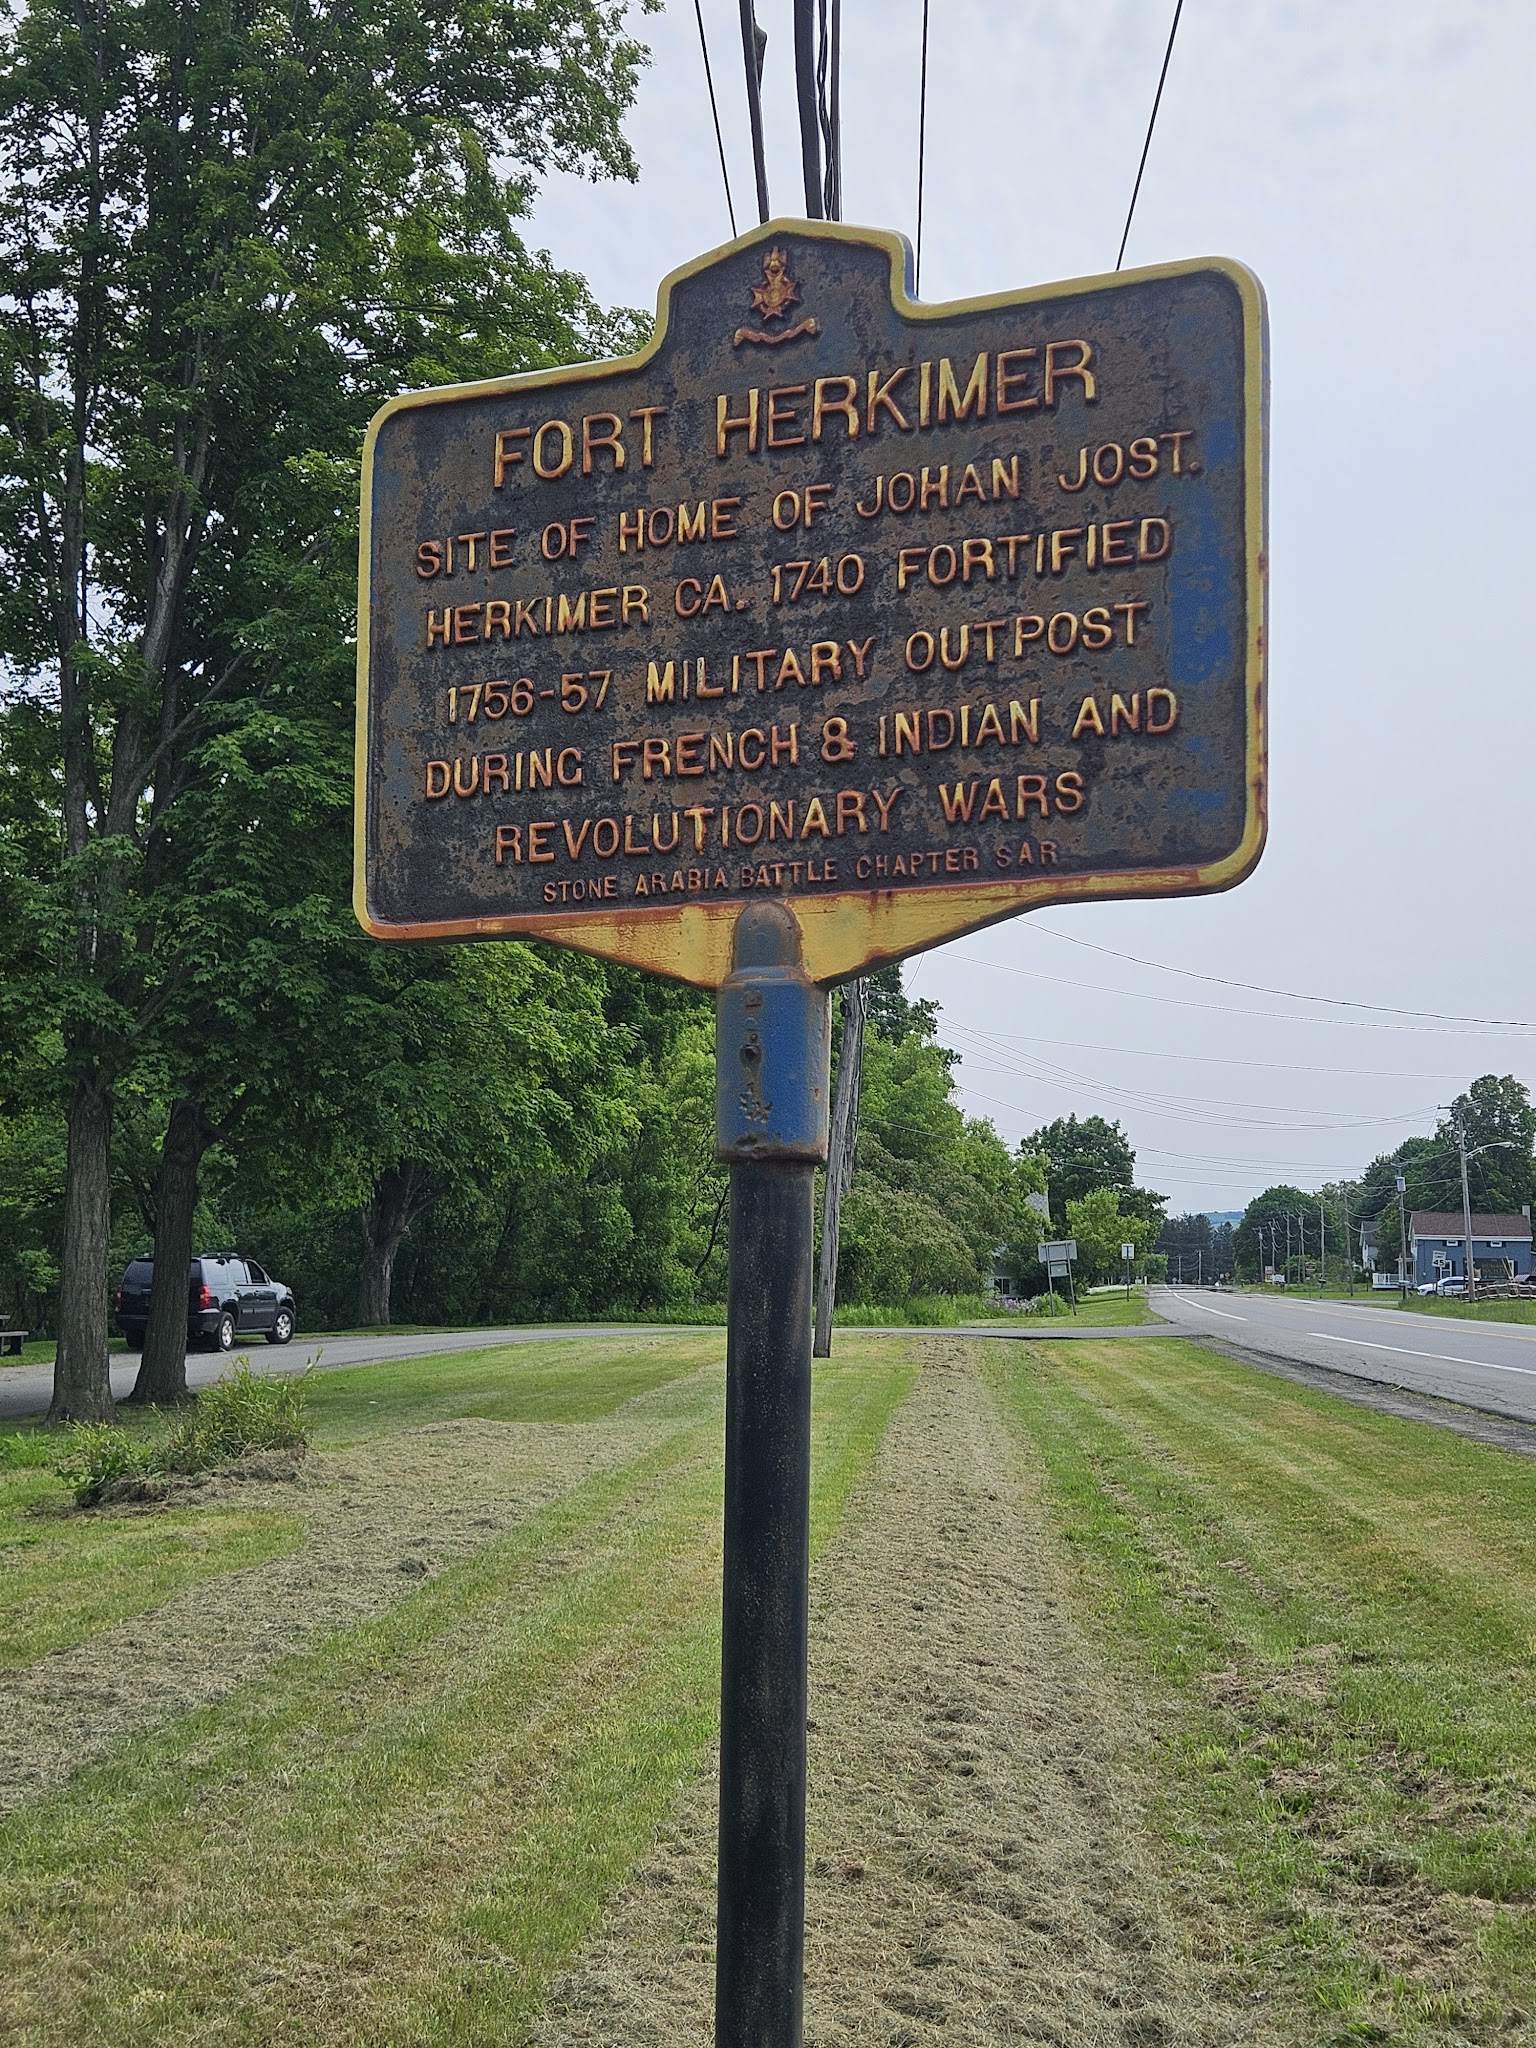 FORT HERKIMER
SITE OF HOME OF JOHAN JOST.
HERKIMER CA. 1740 FORTIFIED
1756-57 MILITARY OUTPOST
DURING FRENCH & INDIAN AND
REVOLUTIONARY WARS
STONE ARABIA BATTLE CHAPTER SAR